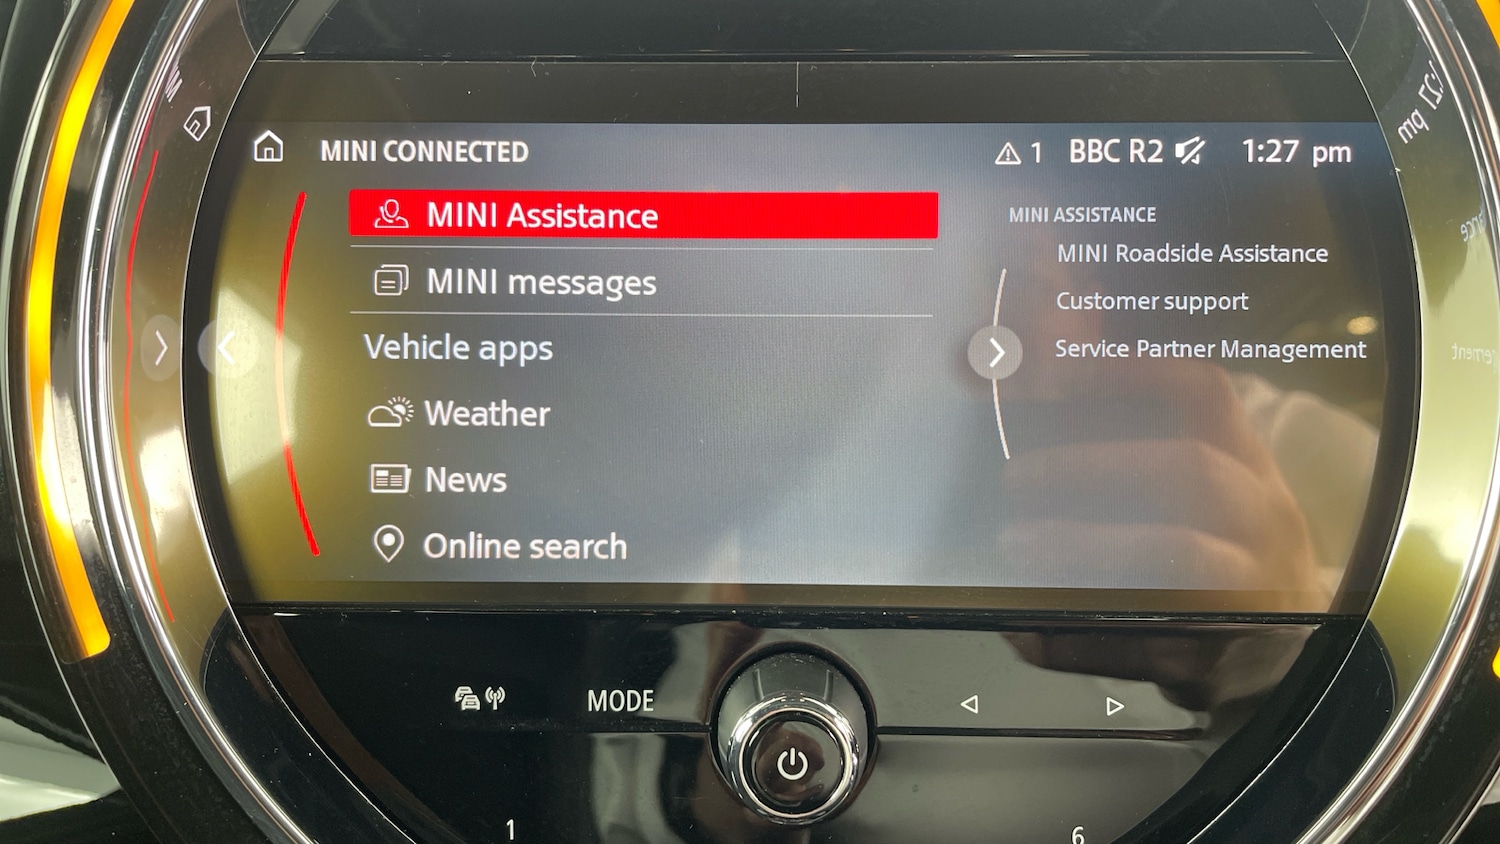 MINI CONNECTED
1 BBC R2 1:27 pm
MINI Assistance
MINI messages
Vehicle apps
Weather
News
Online search
MINI ASSISTANCE
MINI Roadside Assistance
Customer support
Service Partner Management
MODE
1
6